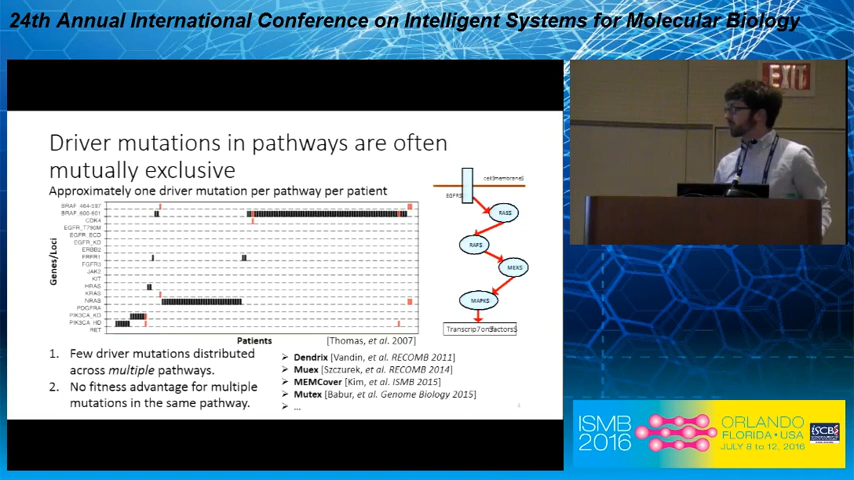 24th Annual International Conference on Intelligent Systems for Molecular Biology
EXIT
Driver mutations in pathways are often
mutually exclusive
Approximately one driver mutation per pathway per patient
Genes/Loci
BRAF_464-597
BRAF_600-601
CDK4
EGFR_T790M
EGFR_ECD
EGFR_KD
ERBB2
FGFR1
FGFR3
JAK2
KIT
HRAS
KRAS
NRAS
PDGFRA
PIK3CA_KD
PIK3CA_HD
RET
Patients
[Thomas, et al. 2007]
cell$membrane$
EGFR$
RAS$
RAF$
MEK$
MAPK$
Transcrip7on$factors$
1. Few driver mutations distributed
across multiple pathways.
2. No fitness advantage for multiple
mutations in the same pathway.
➢ Dendrix [Vandin, et al. RECOMB 2011]
➢ Muex [Szczurek, et al. RECOMB 2014]
➢ MEMCover [Kim, et al. ISMB 2015]
➢ Mutex [Babur, et al. Genome Biology 2015]
➢ ...
ISMB
2016
ORLANDO
FLORIDA • USA
JULY 8 to 12, 2016
ISCB